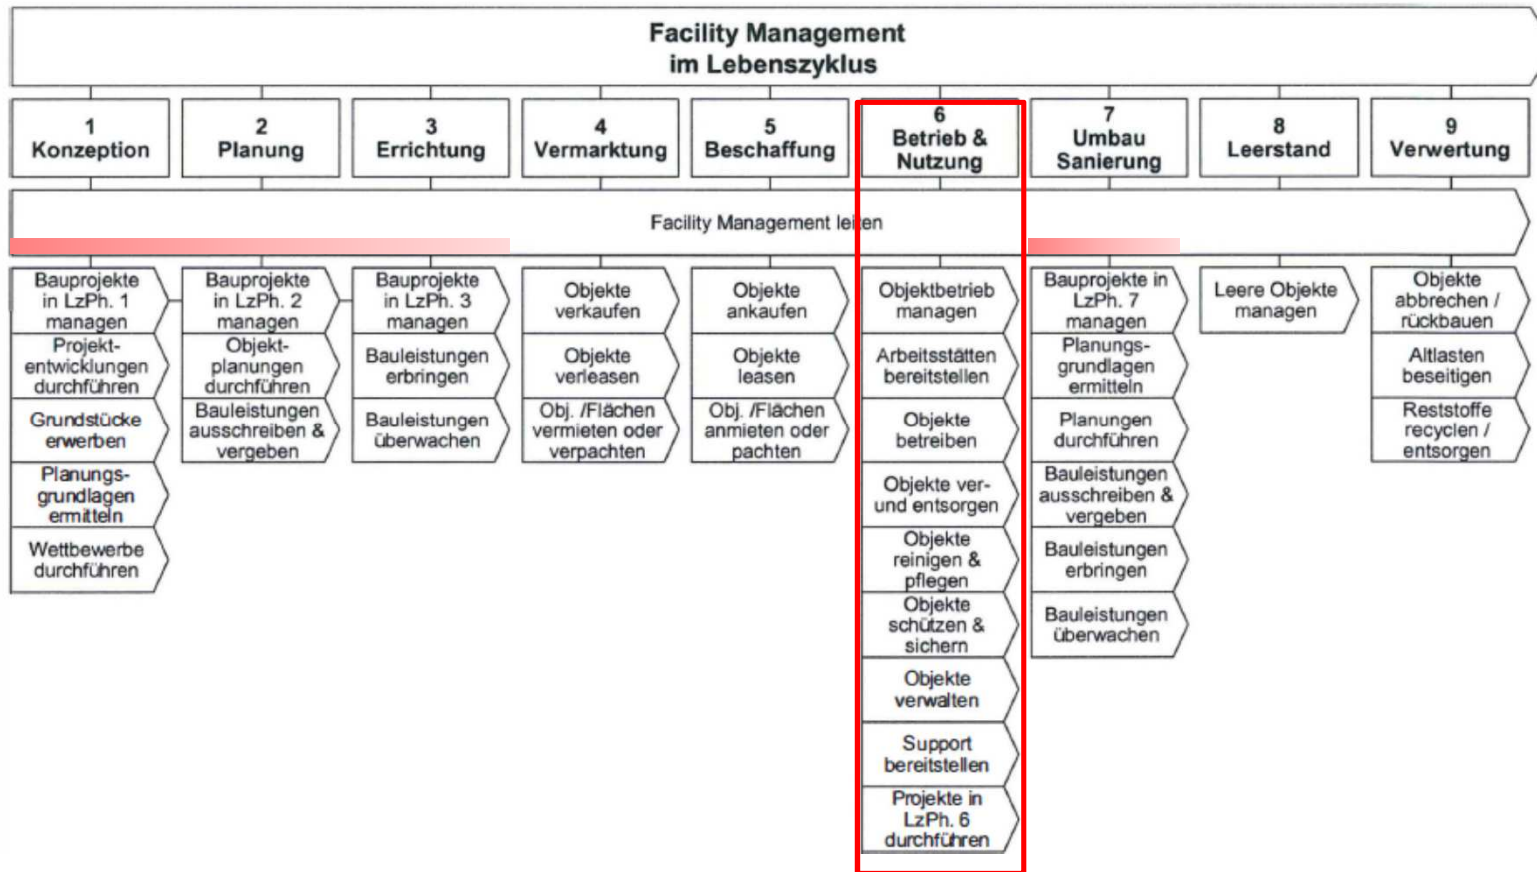 Facility Management
im Lebenszyklus
1
Konzeption
2
Planung
3
Errichtung
4
Vermarktung
5
Beschaffung
6
Betrieb &
Nutzung
7
Umbau
Sanierung
8
Leerstand
9
Verwertung
Facility Management leiten
Bauprojekte
in LzPh. 1
managen
Projekt-
entwicklungen
durchführen
Grundstücke
erwerben
Planungs-
grundlagen
ermitteln
Wettbewerbe
durchführen
Bauprojekte
in LzPh. 2
managen
Objekt-
planungen
durchführen
Bauleistungen
ausschreiben &
vergeben
Bauprojekte
in LzPh. 3
managen
Bauleistungen
erbringen
Bauleistungen
überwachen
Objekte
verkaufen
Objekte
verleasen
Obj. /Flächen
vermieten oder
verpachten
Objekte
ankaufen
Objekte
leasen
Obj. /Flächen
anmieten oder
pachten
Objektbetrieb
managen
Arbeitsstätten
bereitstellen
Objekte
betreiben
Objekte ver-
und entsorgen
Objekte
reinigen &
pflegen
Objekte
schützen &
sichern
Objekte
verwalten
Support
bereitstellen
Projekte in
LzPh. 6
durchführen
Bauprojekte in
LzPh. 7
managen
Planungs-
grundlagen
ermitteln
Planungen
durchführen
Bauleistungen
ausschreiben &
vergeben
Bauleistungen
erbringen
Bauleistungen
überwachen
Leere Objekte
managen
Objekte
abbrechen /
rückbauen
Altlasten
beseitigen
Reststoffe
recyclen /
entsorgen